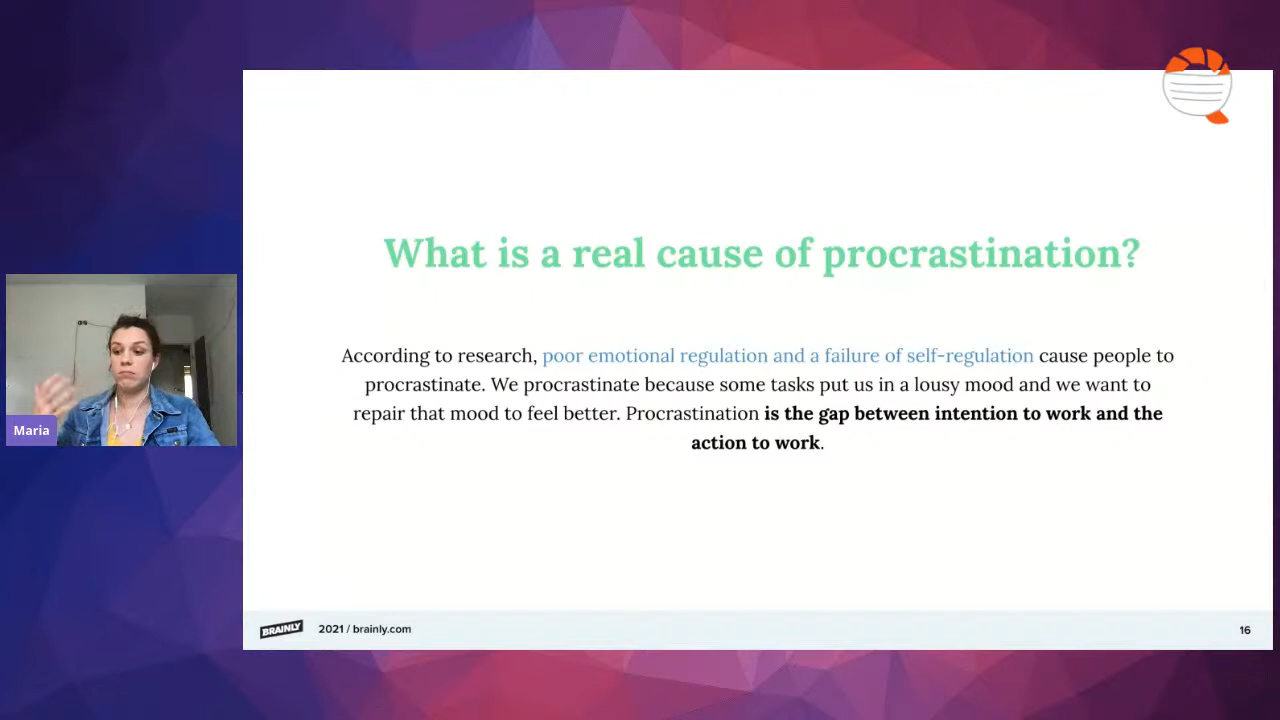 What is a real cause of procrastination?
According to research, poor emotional regulation and a failure of self-regulation cause people to
procrastinate. We procrastinate because some tasks put us in a lousy mood and we want to
repair that mood to feel better. Procrastination is the gap between intention to work and the
action to work.
Maria
BRAINLY 2021 / brainly.com 16